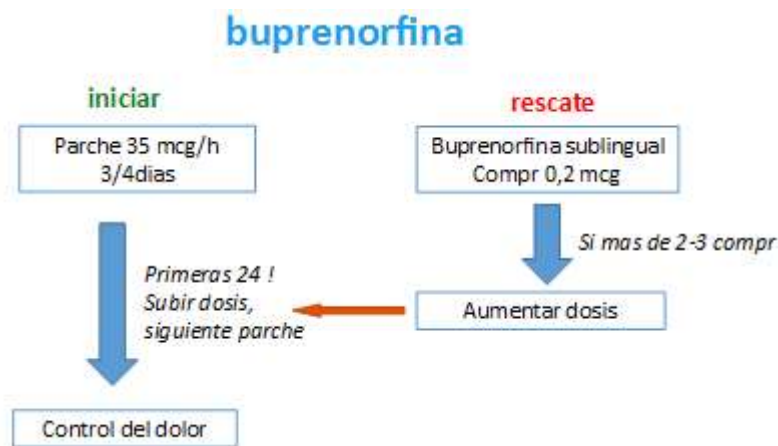 buprenorfina
iniciar
Parche 35 mcg/h
3/4dias
rescate
Buprenorfina sublingual
Compr 0,2 mcg
Si mas de 2-3 compr
Aumentar dosis
Primeras 24 !
Subir dosis,
siguiente parche
Control del dolor